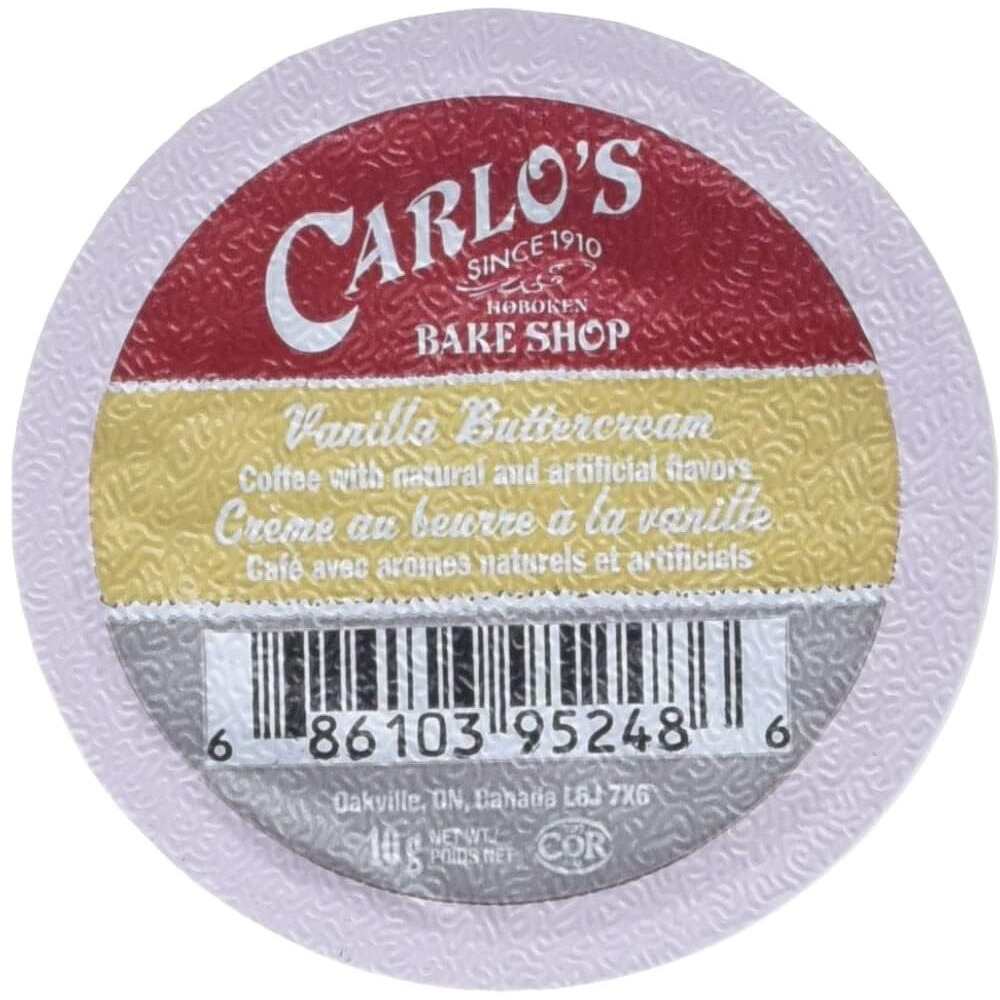 CARLO'S
SINCE 1910
HOBOKEN
BAKE SHOP
Vanilla Buttercream
Coffee with natural and artificial flavors
Crème au beurre à la vanille
Café avec arômes naturels et artificiels
6 86103 95248 6
Oakville, ON, Canada L6J 7X6
10 g NET WT./
POIDS NET
COR